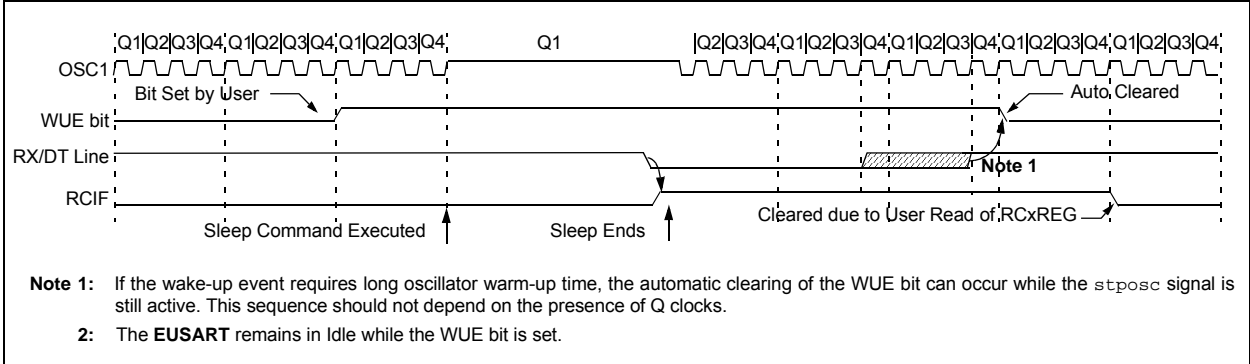 Q1 Q2 Q3 Q4 Q1 Q2 Q3 Q4 Q1 Q2 Q3 Q4 Q1 Q2 Q3 Q4 Q1 Q2 Q3 Q4 Q1 Q2 Q3 Q4 Q1 Q2 Q3 Q4 Q1 Q2 Q3 Q4
OSC1
Bit Set by User Auto Cleared
WUE bit
RX/DT Line Note 1
RCIF
Cleared due to User Read of RCxREG
Sleep Command Executed Sleep Ends
Note 1: If the wake-up event requires long oscillator warm-up time, the automatic clearing of the WUE bit can occur while the stposc signal is
still active. This sequence should not depend on the presence of Q clocks.
2: The EUSART remains in Idle while the WUE bit is set.